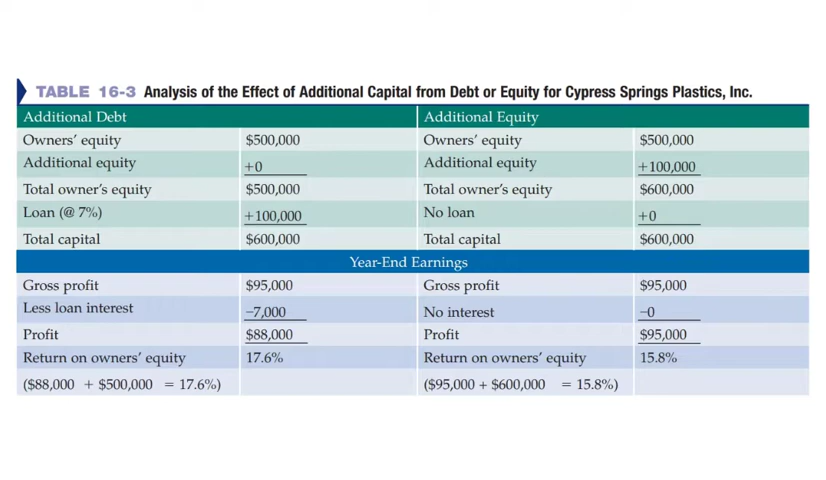 TABLE 16-3 Analysis of the Effect of Additional Capital from Debt or Equity for Cypress Springs Plastics, Inc.
Additional Debt Additional Equity
Owners' equity $500,000 Owners' equity $500,000
Additional equity +0 Additional equity +100,000
Total owner's equity $500,000 Total owner's equity $600,000
Loan (@ 7%) +100,000 No loan +0
Total capital $600,000 Total capital $600,000
Year-End Earnings
Gross profit $95,000 Gross profit $95,000
Less loan interest −7,000 No interest −0
Profit $88,000 Profit $95,000
Return on owners' equity 17.6% Return on owners' equity 15.8%
($88,000 + $500,000 = 17.6%) ($95,000 + $600,000 = 15.8%)